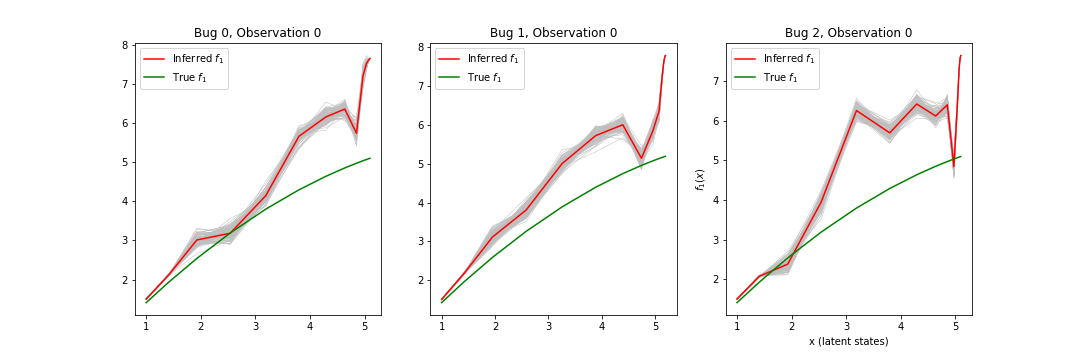 Bug 0, Observation 0
Inferred f₁
True f₁
8
7
6
5
4
3
2
1 2 3 4 5
Bug 1, Observation 0
Inferred f₁
True f₁
8
7
6
5
4
3
2
1 2 3 4 5
Bug 2, Observation 0
Inferred f₁
True f₁
f₁(x)
7
6
5
4
3
2
1 2 3 4 5
x (latent states)